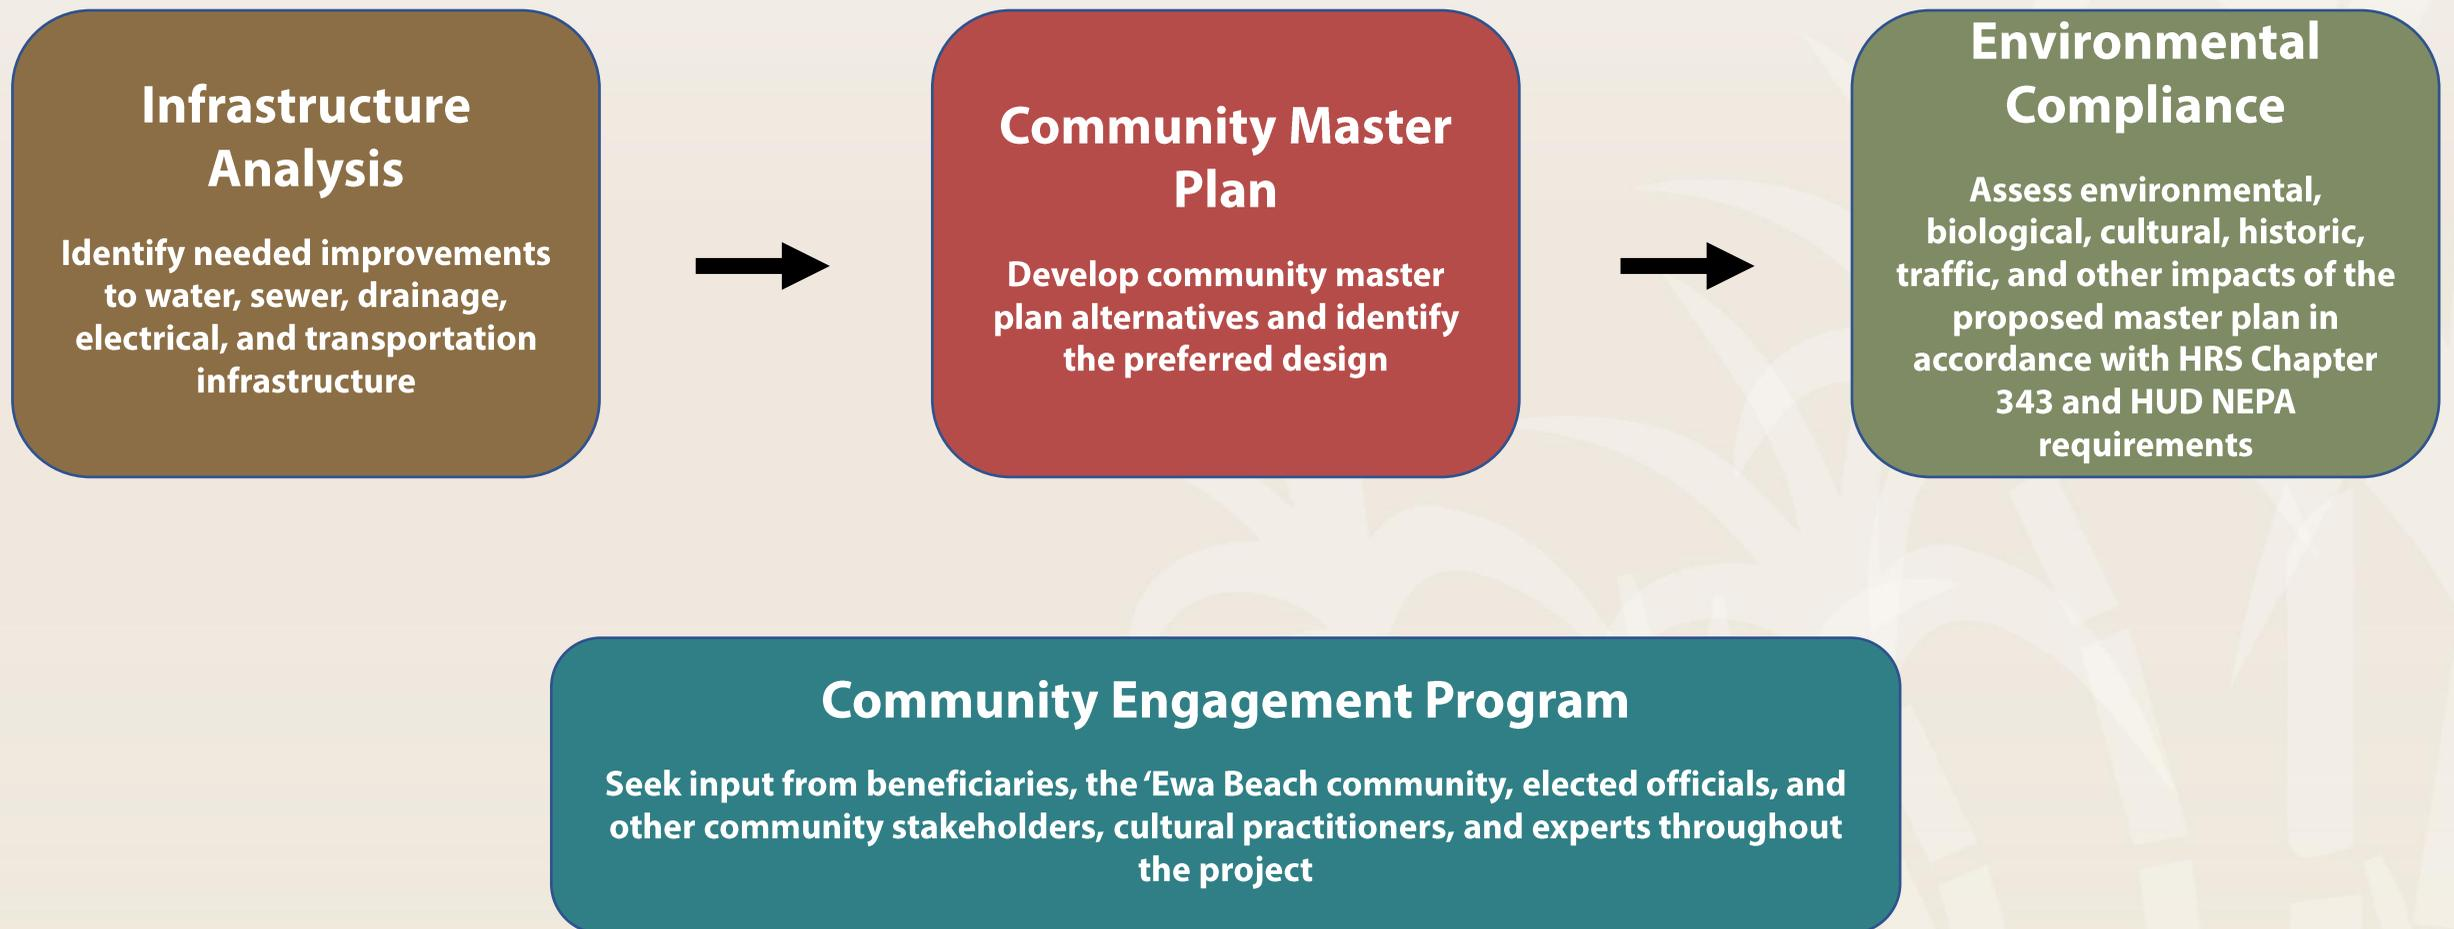 Infrastructure
Analysis
Identify needed improvements
to water, sewer, drainage,
electrical, and transportation
infrastructure
Community Master
Plan
Develop community master
plan alternatives and identify
the preferred design
Environmental
Compliance
Assess environmental,
biological, cultural, historic,
traffic, and other impacts of the
proposed master plan in
accordance with HRS Chapter
343 and HUD NEPA
requirements
Community Engagement Program
Seek input from beneficiaries, the ‘Ewa Beach community, elected officials, and
other community stakeholders, cultural practitioners, and experts throughout
the project